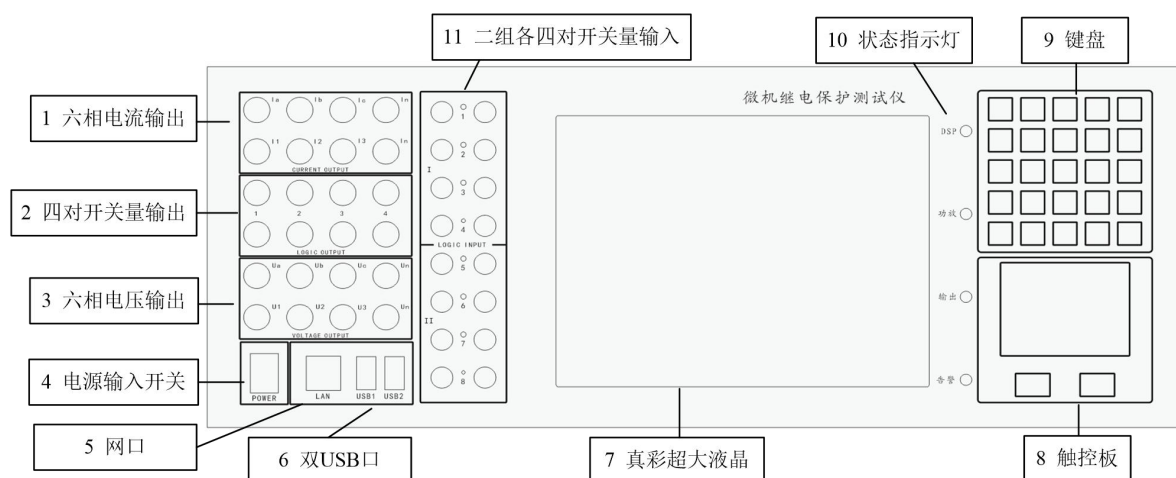 11 二组各四对开关量输入
10 状态指示灯
9 键盘
1 六相电流输出
2 四对开关量输出
3 六相电压输出
4 电源输入开关
5 网口
6 双USB口
7 真彩超大液晶
8 触控板
微机继电保护测试仪
Ia Ib Ic In
I1 I2 I3 In
CURRENT OUTPUT
1 2 3 4
LOGIC OUTPUT
Ua Ub Uc Un
U1 U2 U3 Un
VOLTAGE OUTPUT
POWER
LAN USB1 USB2
1
2
I
3
4
LOGIC INPUT
5
6
II
7
8
DSP
功放
输出
告警